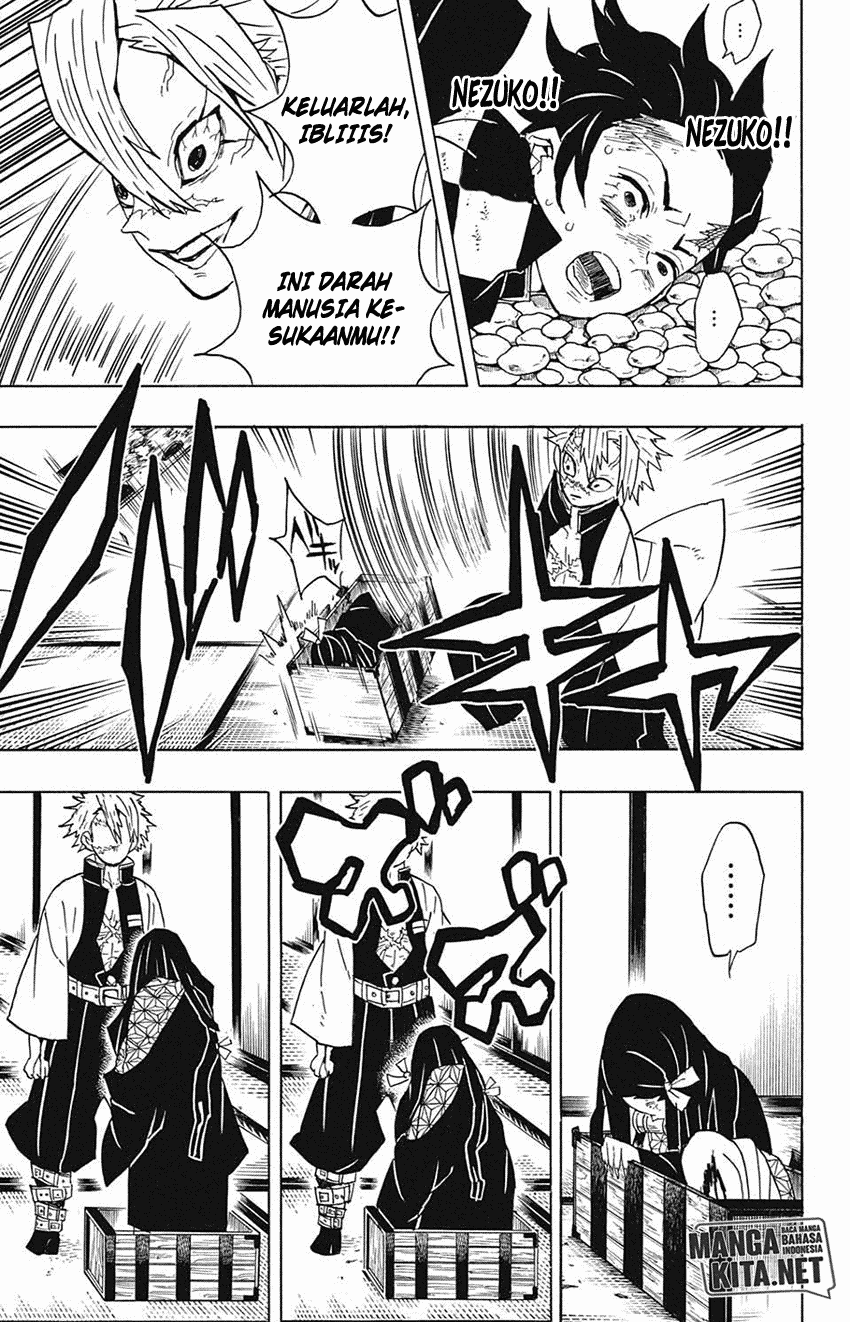 ...
NEZUKO!!
NEZUKO!!
...
KELUARLAH,
IBLIIIS!
INI DARAH
MANUSIA KE-
SUKAANMU!!
......
MANGA
KITA.NET
BACA MANGA
BAHASA
INDONESIA